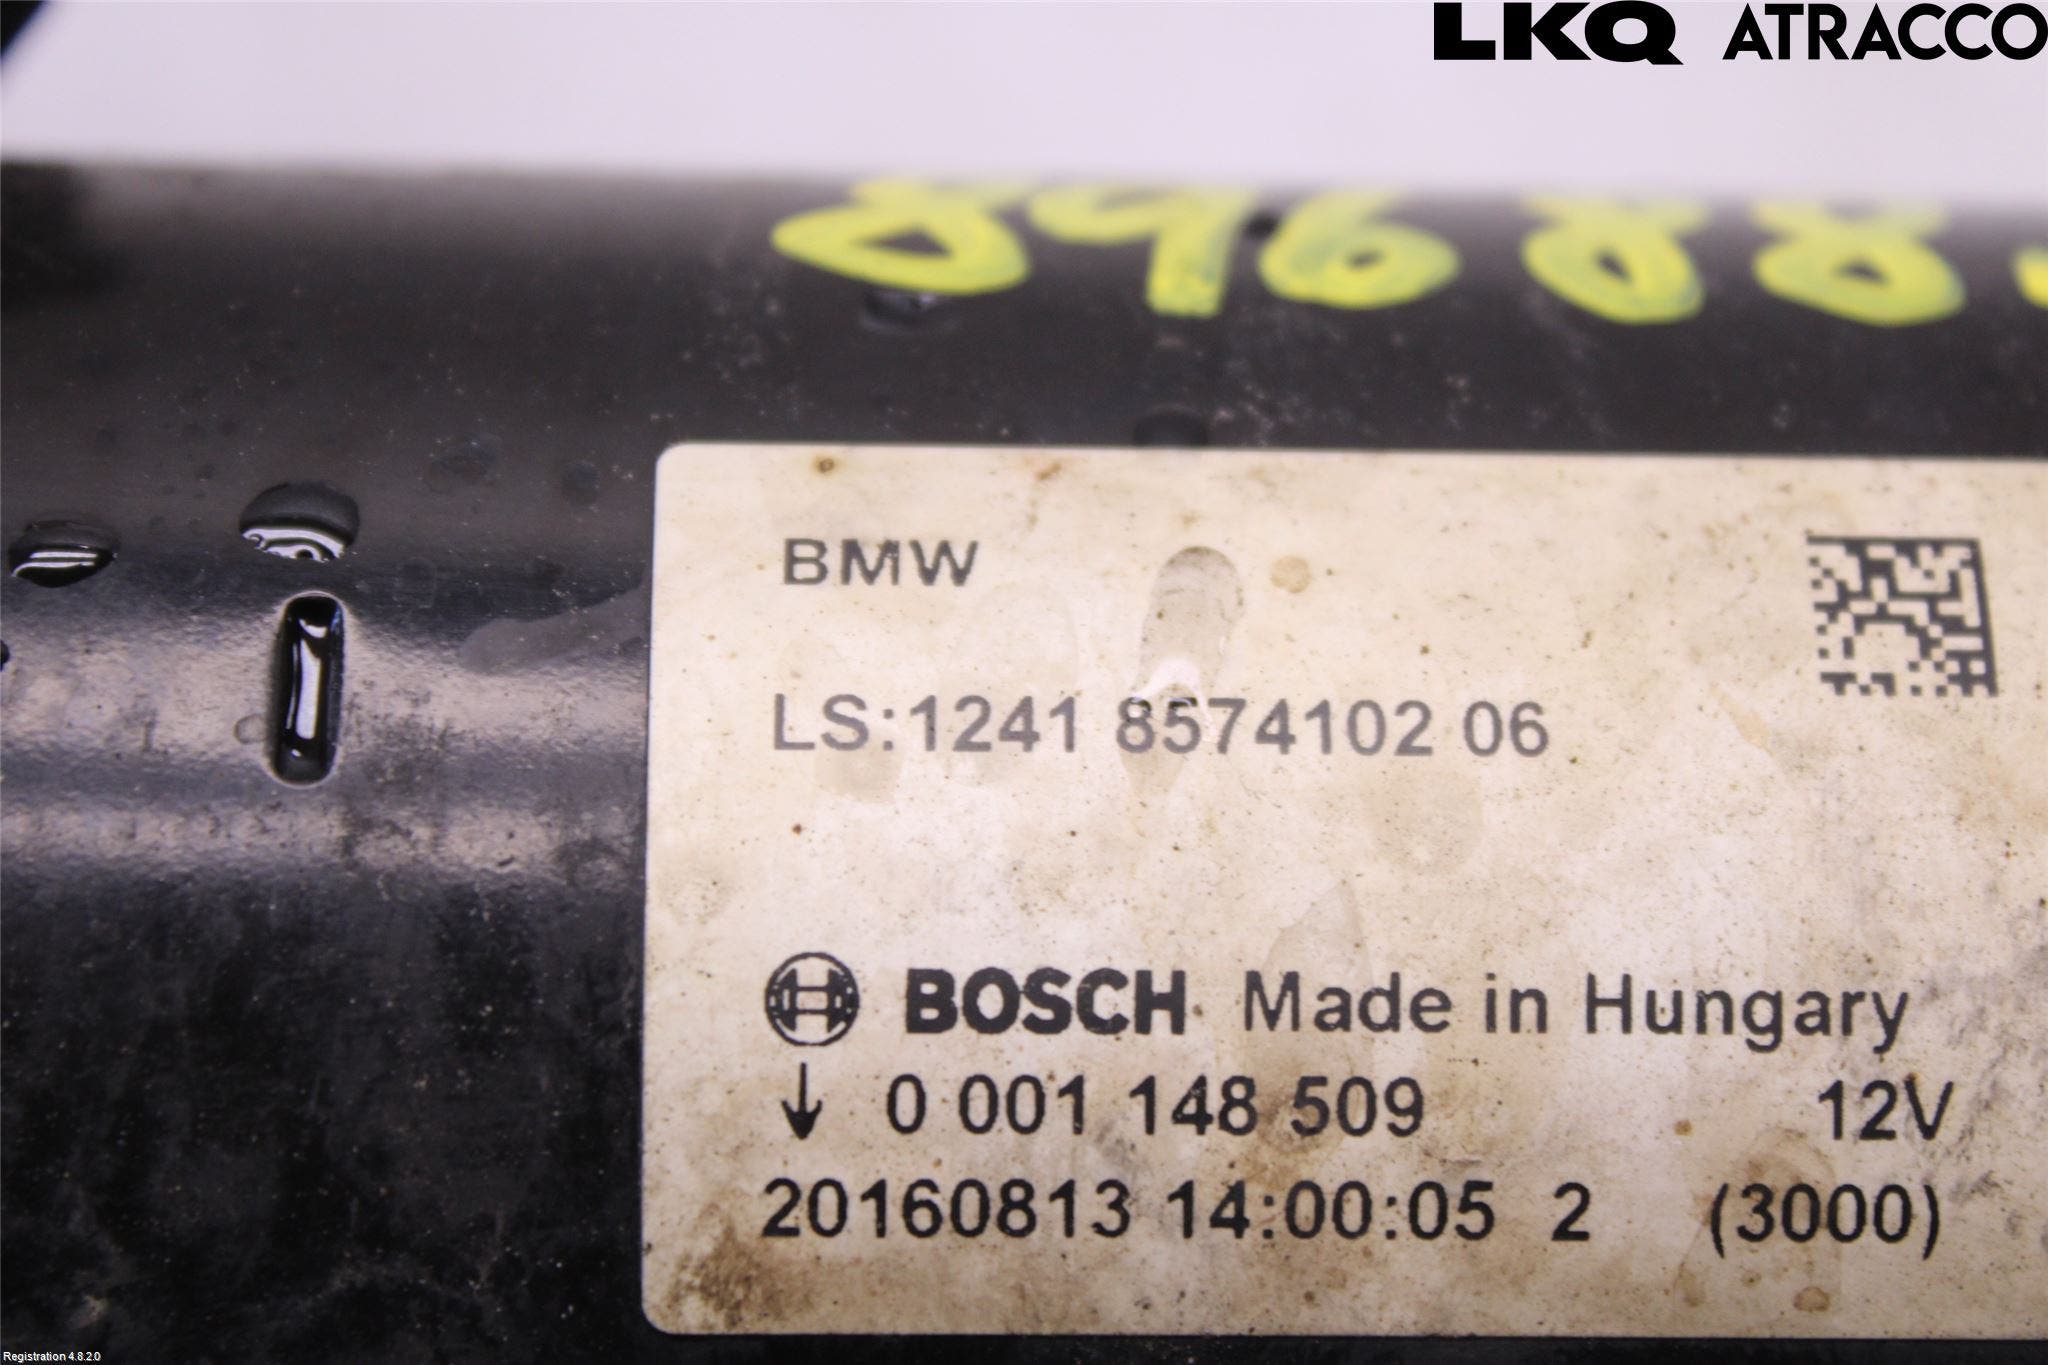 LKQ ATRACCO
89688
BMW
LS:1241 8574102 06
BOSCH Made in Hungary
↓ 0 001 148 509 12V
20160813 14:00:05 2 (3000)
Registration 4.8.2.0